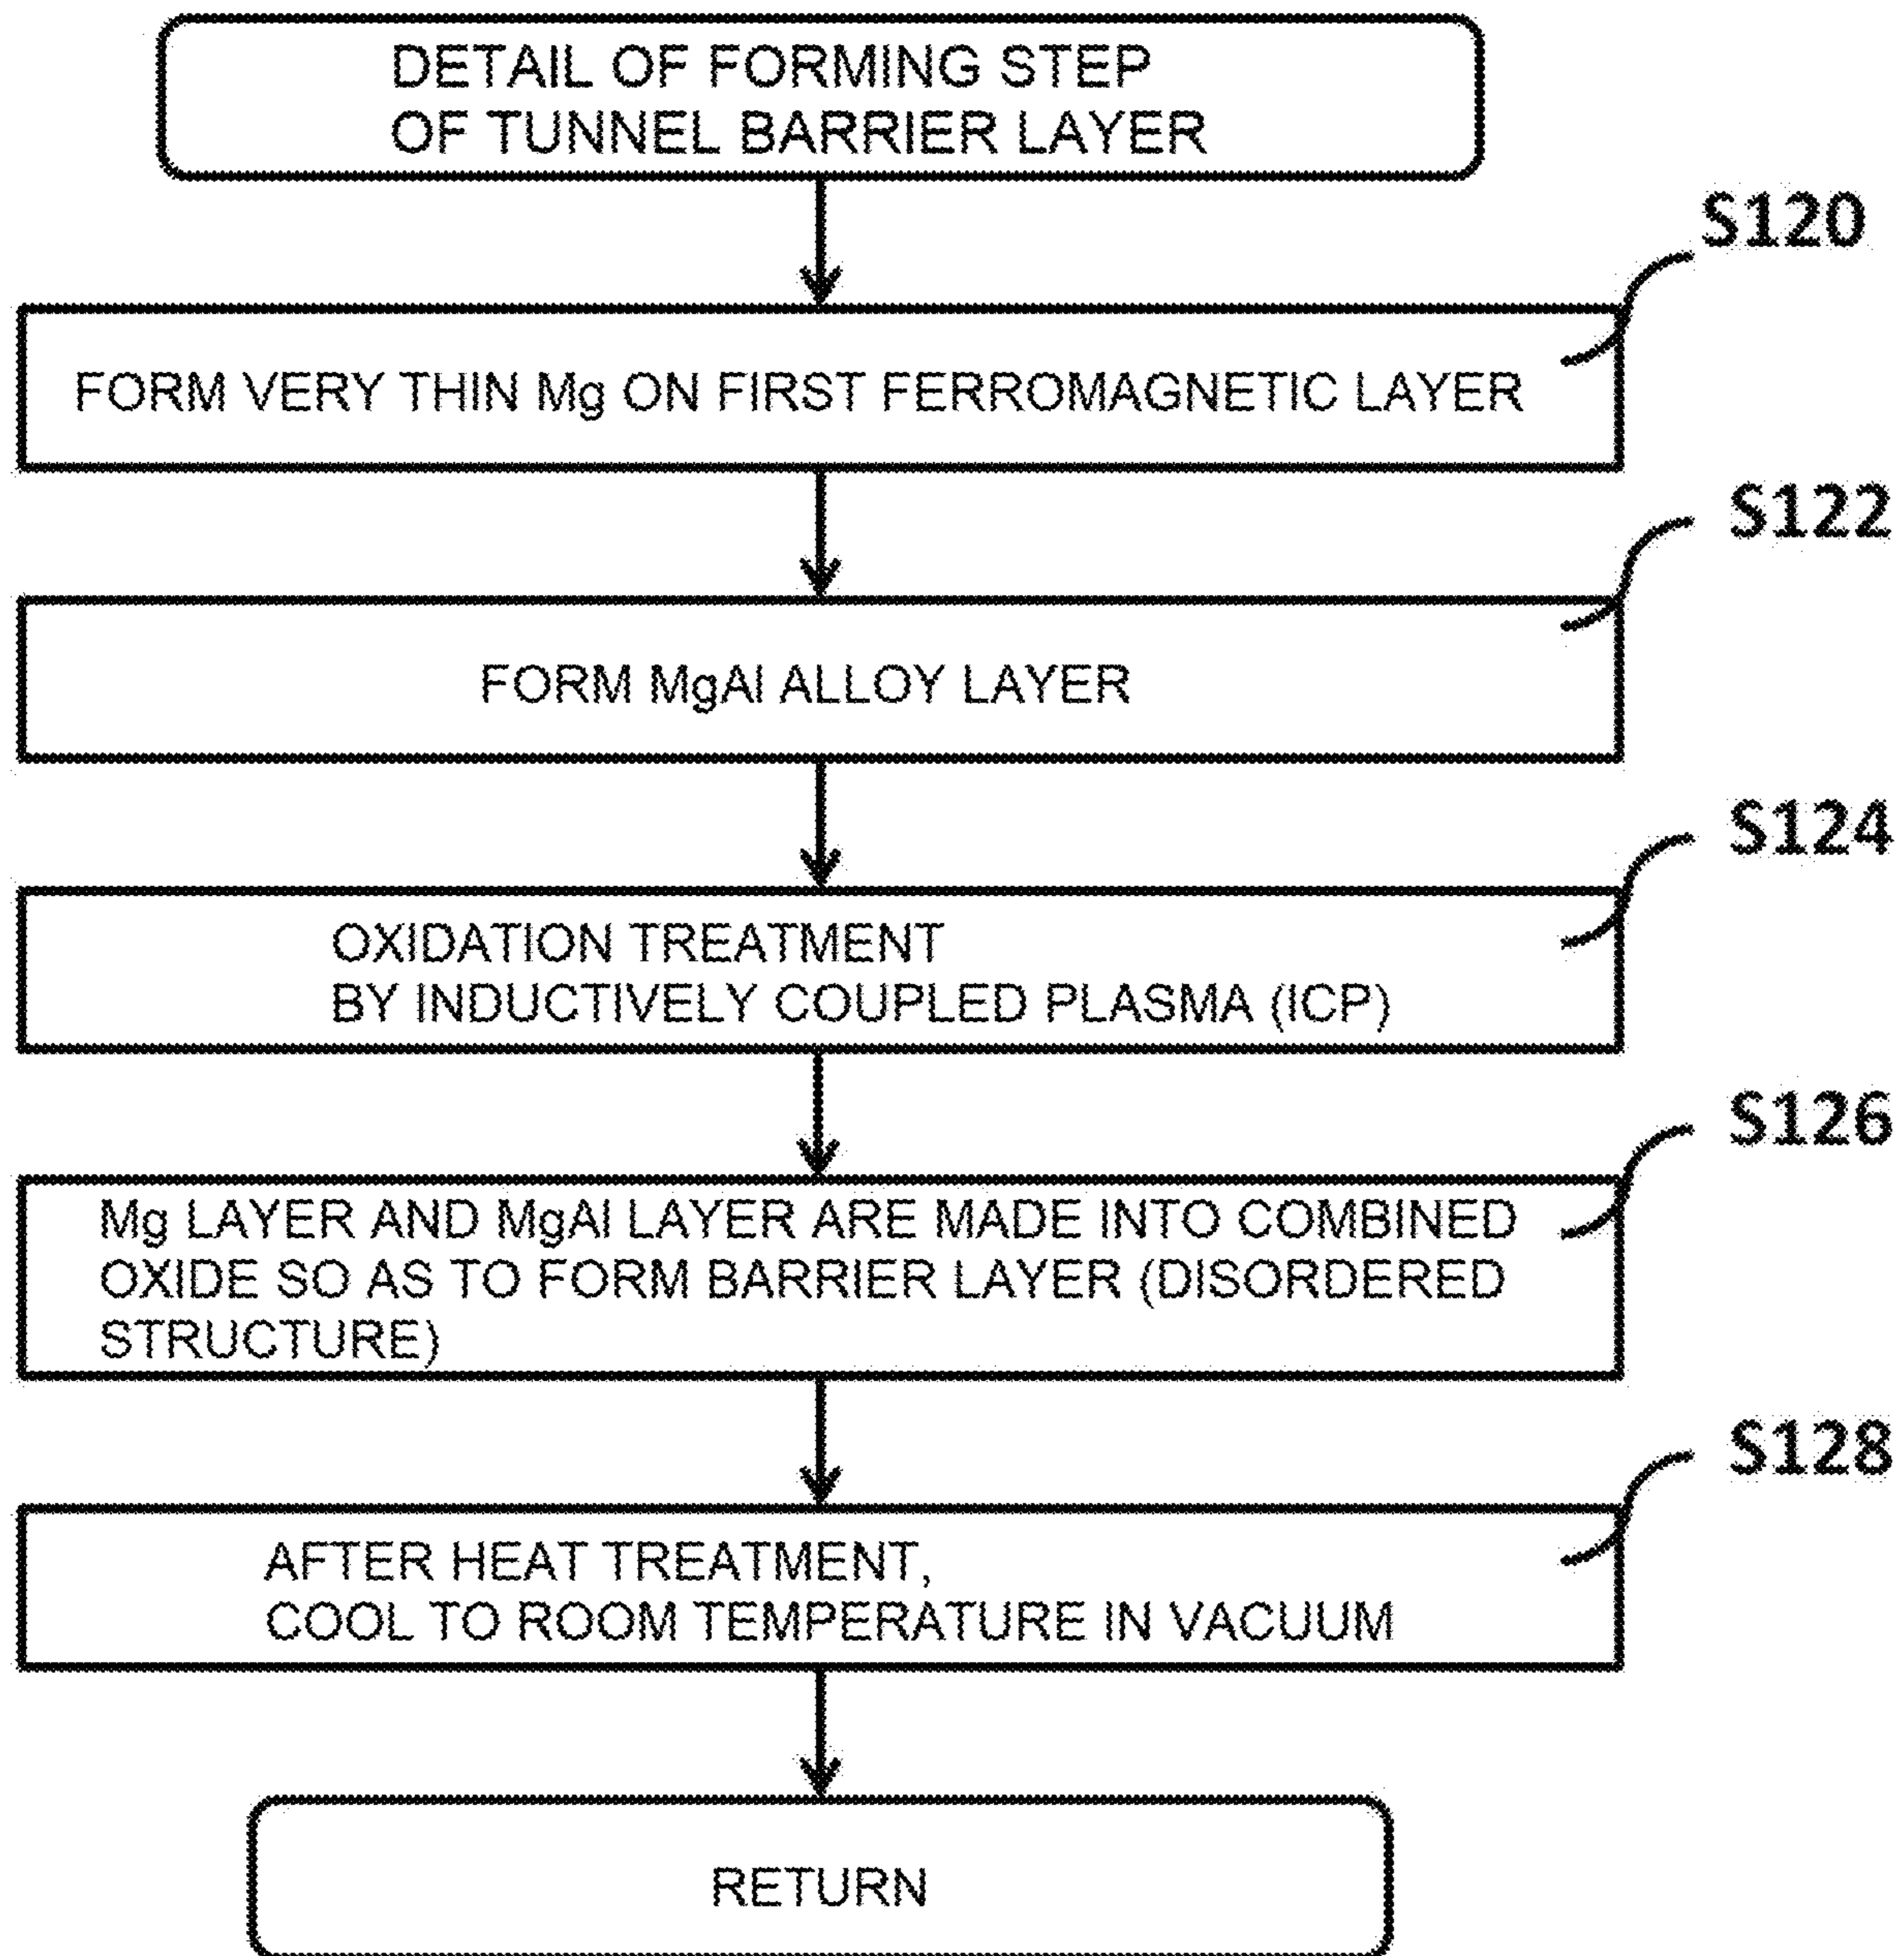 DETAIL OF FORMING STEP
OF TUNNEL BARRIER LAYER
S120
FORM VERY THIN Mg ON FIRST FERROMAGNETIC LAYER
S122
FORM MgAl ALLOY LAYER
S124
OXIDATION TREATMENT
BY INDUCTIVELY COUPLED PLASMA (ICP)
S126
Mg LAYER AND MgAl LAYER ARE MADE INTO COMBINED
OXIDE SO AS TO FORM BARRIER LAYER (DISORDERED
STRUCTURE)
S128
AFTER HEAT TREATMENT,
COOL TO ROOM TEMPERATURE IN VACUUM
RETURN